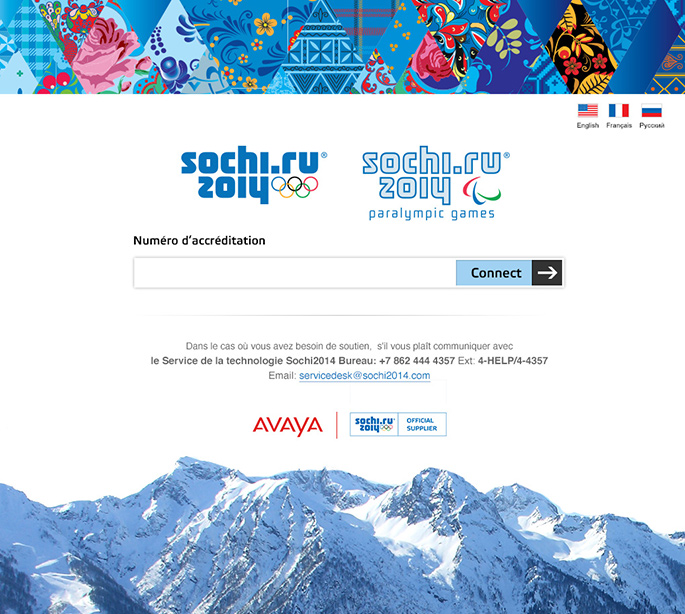 English Français Русский
sochi.ru®
2014
sochi.ru®
2014
paralympic games
Numéro d'accréditation
Connect
Dans le cas où vous avez besoin de soutien, s'il vous plaît communiquer avec
le Service de la technologie Sochi2014 Bureau: +7 862 444 4357 Ext: 4-HELP/4-4357
Email: servicedesk@sochi2014.com
AVAYA
sochi.ru
2014
OFFICIAL
SUPPLIER